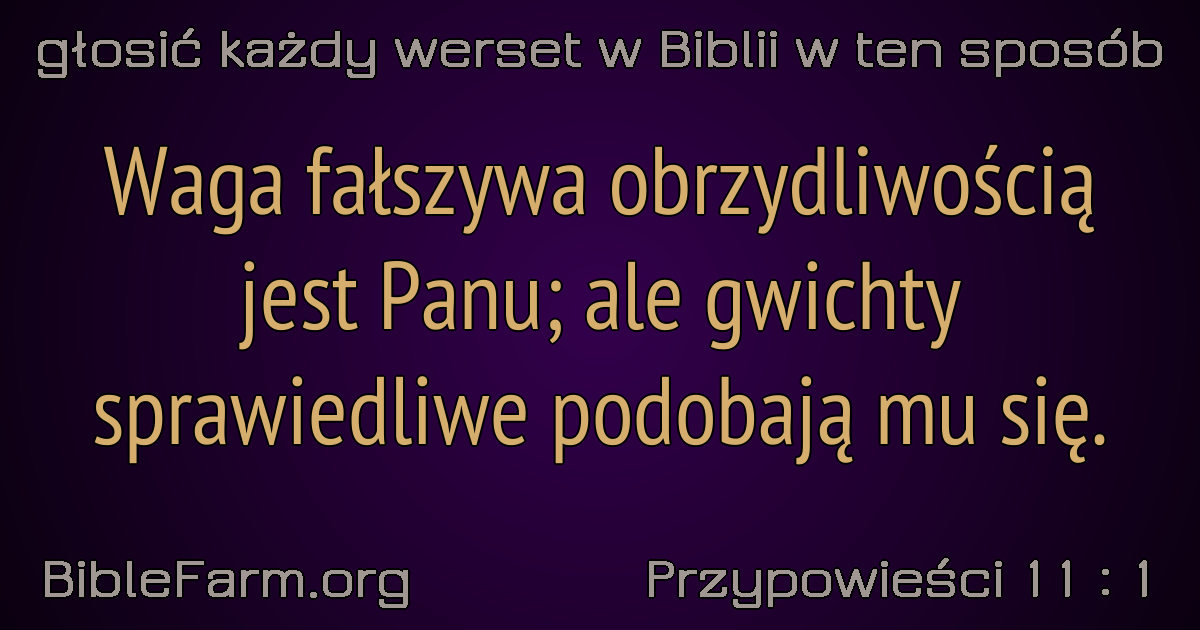 głosić każdy werset w Biblii w ten sposób
Waga fałszywa obrzydliwością
jest Panu; ale gwichty
sprawiedliwe podobają mu się.
BibleFarm.org
Przypowieści 11 : 1